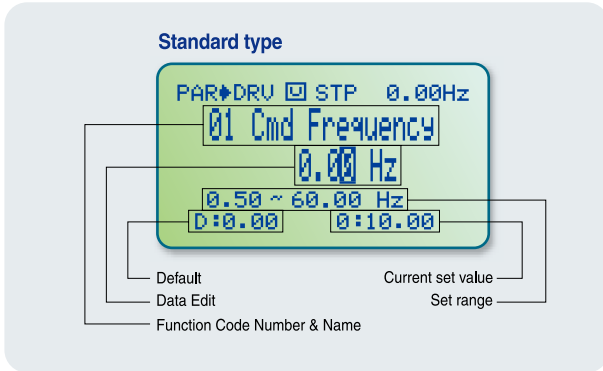 Standard type
PAR♦DRV U STP 0.00Hz
01 Cmd Frequency
0.00 Hz
0.50 ~ 60.00 Hz
D:0.00 0:10.00
Default Current set value
Data Edit Set range
Function Code Number & Name